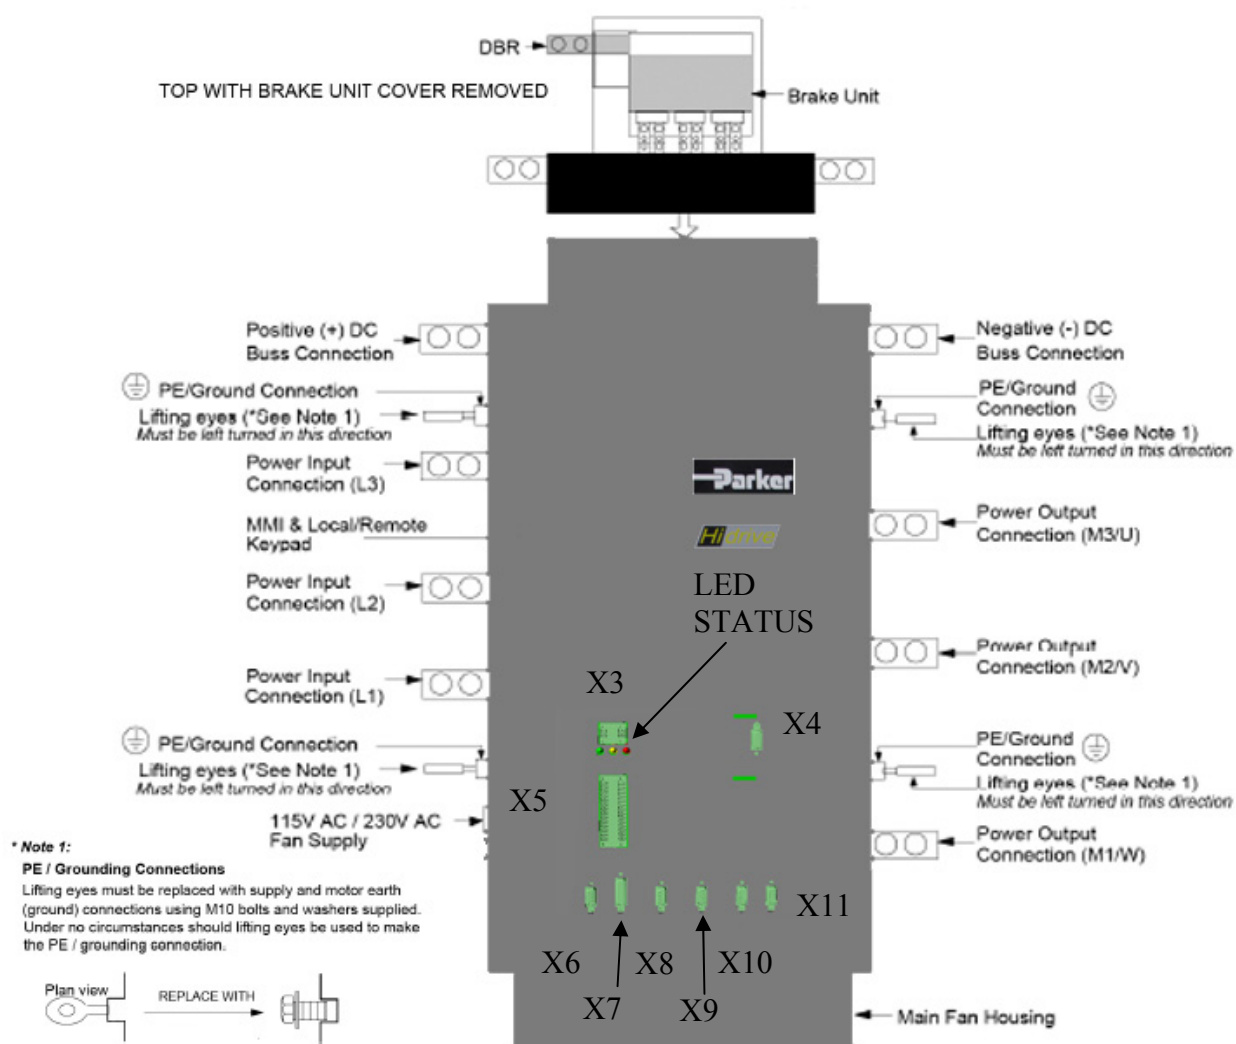 DBR
TOP WITH BRAKE UNIT COVER REMOVED
Brake Unit
Positive (+) DC
Buss Connection
Negative (-) DC
Buss Connection
PE/Ground Connection
Lifting eyes (*See Note 1)
Must be left turned in this direction
PE/Ground
Connection
Lifting eyes (*See Note 1)
Must be left turned in this direction
Power Input
Connection (L3)
Parker
Hidrive
MMI & Local/Remote
Keypad
Power Output
Connection (M3/U)
Power Input
Connection (L2)
LED
STATUS
Power Output
Connection (M2/V)
Power Input
Connection (L1)
X3
X4
PE/Ground Connection
Lifting eyes (*See Note 1)
Must be left turned in this direction
PE/Ground
Connection
Lifting eyes (*See Note 1)
Must be left turned in this direction
X5
115V AC / 230V AC
Fan Supply
Power Output
Connection (M1/W)
* Note 1:
PE / Grounding Connections
Lifting eyes must be replaced with supply and motor earth
(ground) connections using M10 bolts and washers supplied.
Under no circumstances should lifting eyes be used to make
the PE / grounding connection.
X11
X6
X8
X10
X7
X9
Plan view
REPLACE WITH
Main Fan Housing